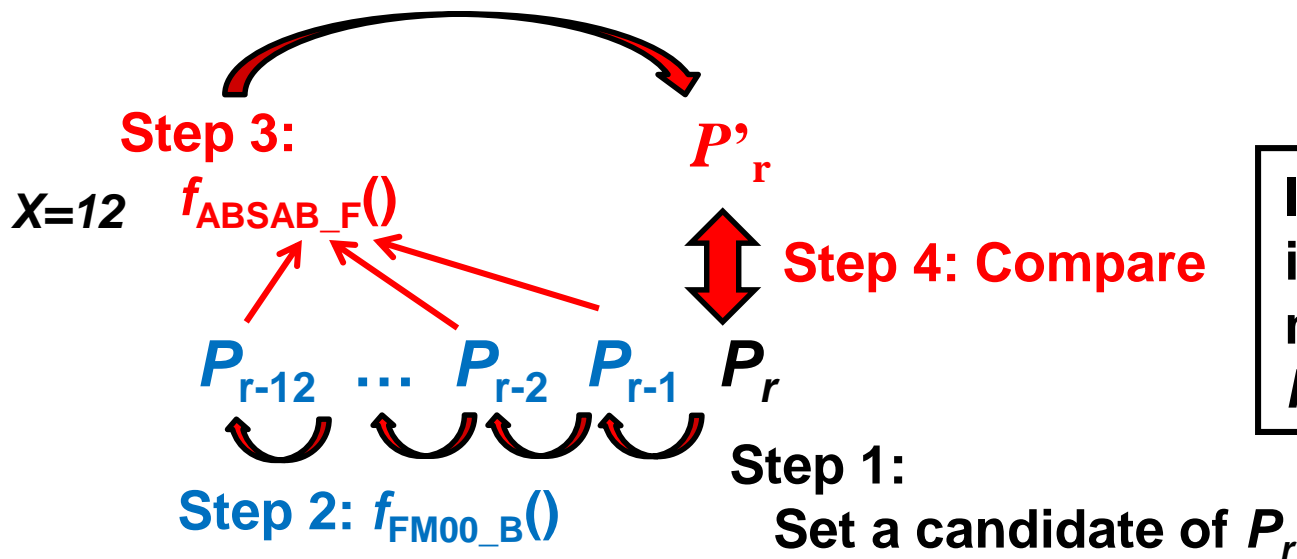 Step 3:
P’r
X=12 fABSAB_F()
Step 4: Compare
Pr-12 … Pr-2 Pr-1 Pr
Step 1:
Step 2: fFM00_B()
Set a candidate of Pr